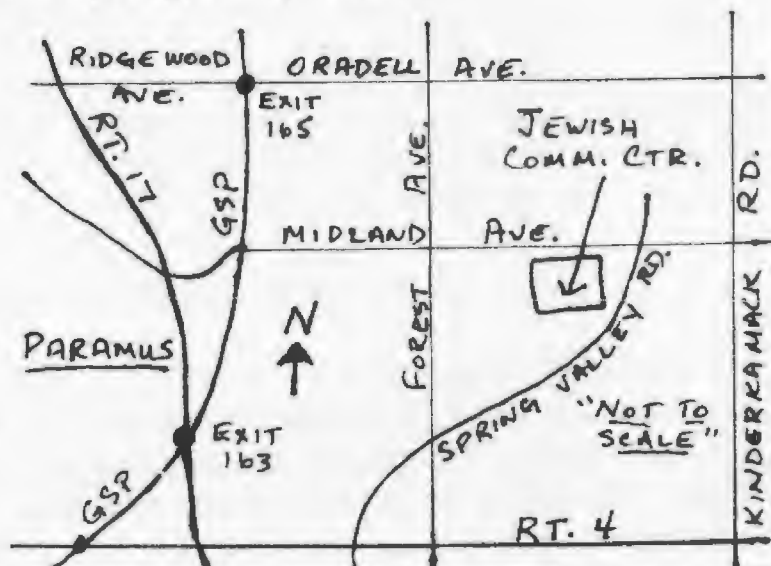 RIDGEWOOD
AVE.
ORADELL AVE.
EXIT
165
RT. 17
GSP
AVE.
JEWISH
COMM. CTR.
RD.
MIDLAND AVE.
N
PARAMUS
FOREST
SPRING VALLEY RD.
"NOT TO
SCALE"
KINDERKAMACK
EXIT
163
GSP
RT. 4